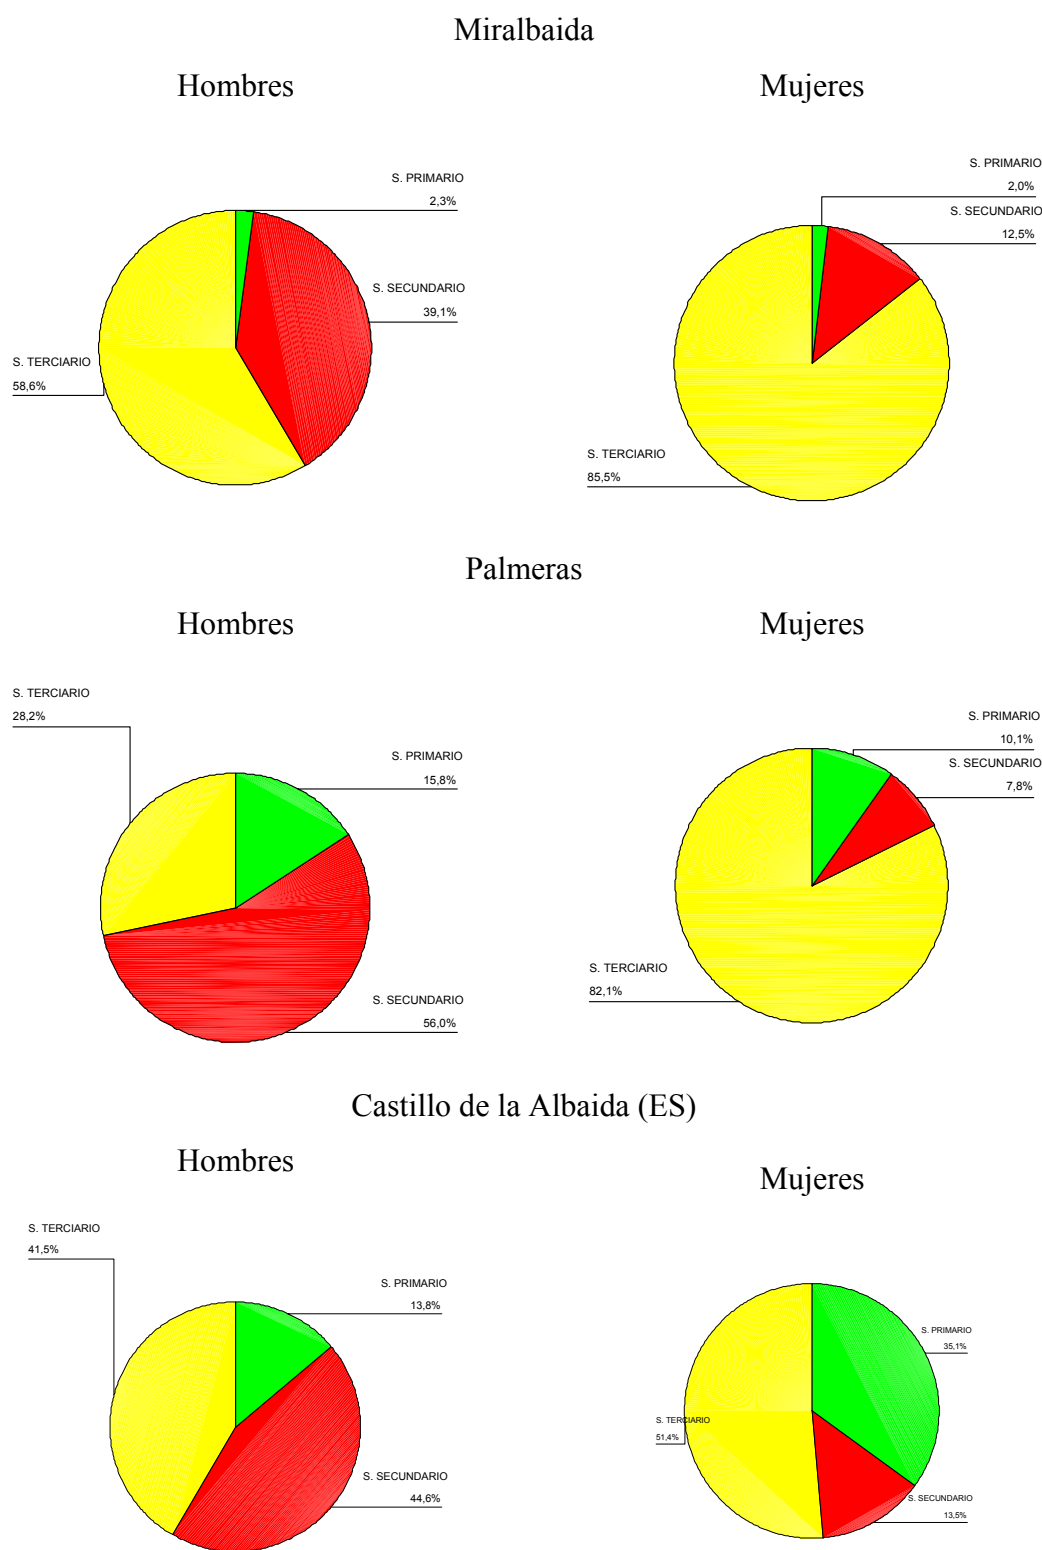 Miralbaida
Hombres
Mujeres
S. PRIMARIO
2,3%
S. SECUNDARIO
39,1%
S. TERCIARIO
58,6%
S. PRIMARIO
2,0%
S. SECUNDARIO
12,5%
S. TERCIARIO
85,5%
Palmeras
Hombres
Mujeres
S. TERCIARIO
28,2%
S. PRIMARIO
15,8%
S. SECUNDARIO
56,0%
S. PRIMARIO
10,1%
S. SECUNDARIO
7,8%
S. TERCIARIO
82,1%
Castillo de la Albaida (ES)
Hombres
Mujeres
S. TERCIARIO
41,5%
S. PRIMARIO
13,8%
S. SECUNDARIO
44,6%
S. PRIMARIO
35,1%
S. TERCIARIO
51,4%
S. SECUNDARIO
13,5%